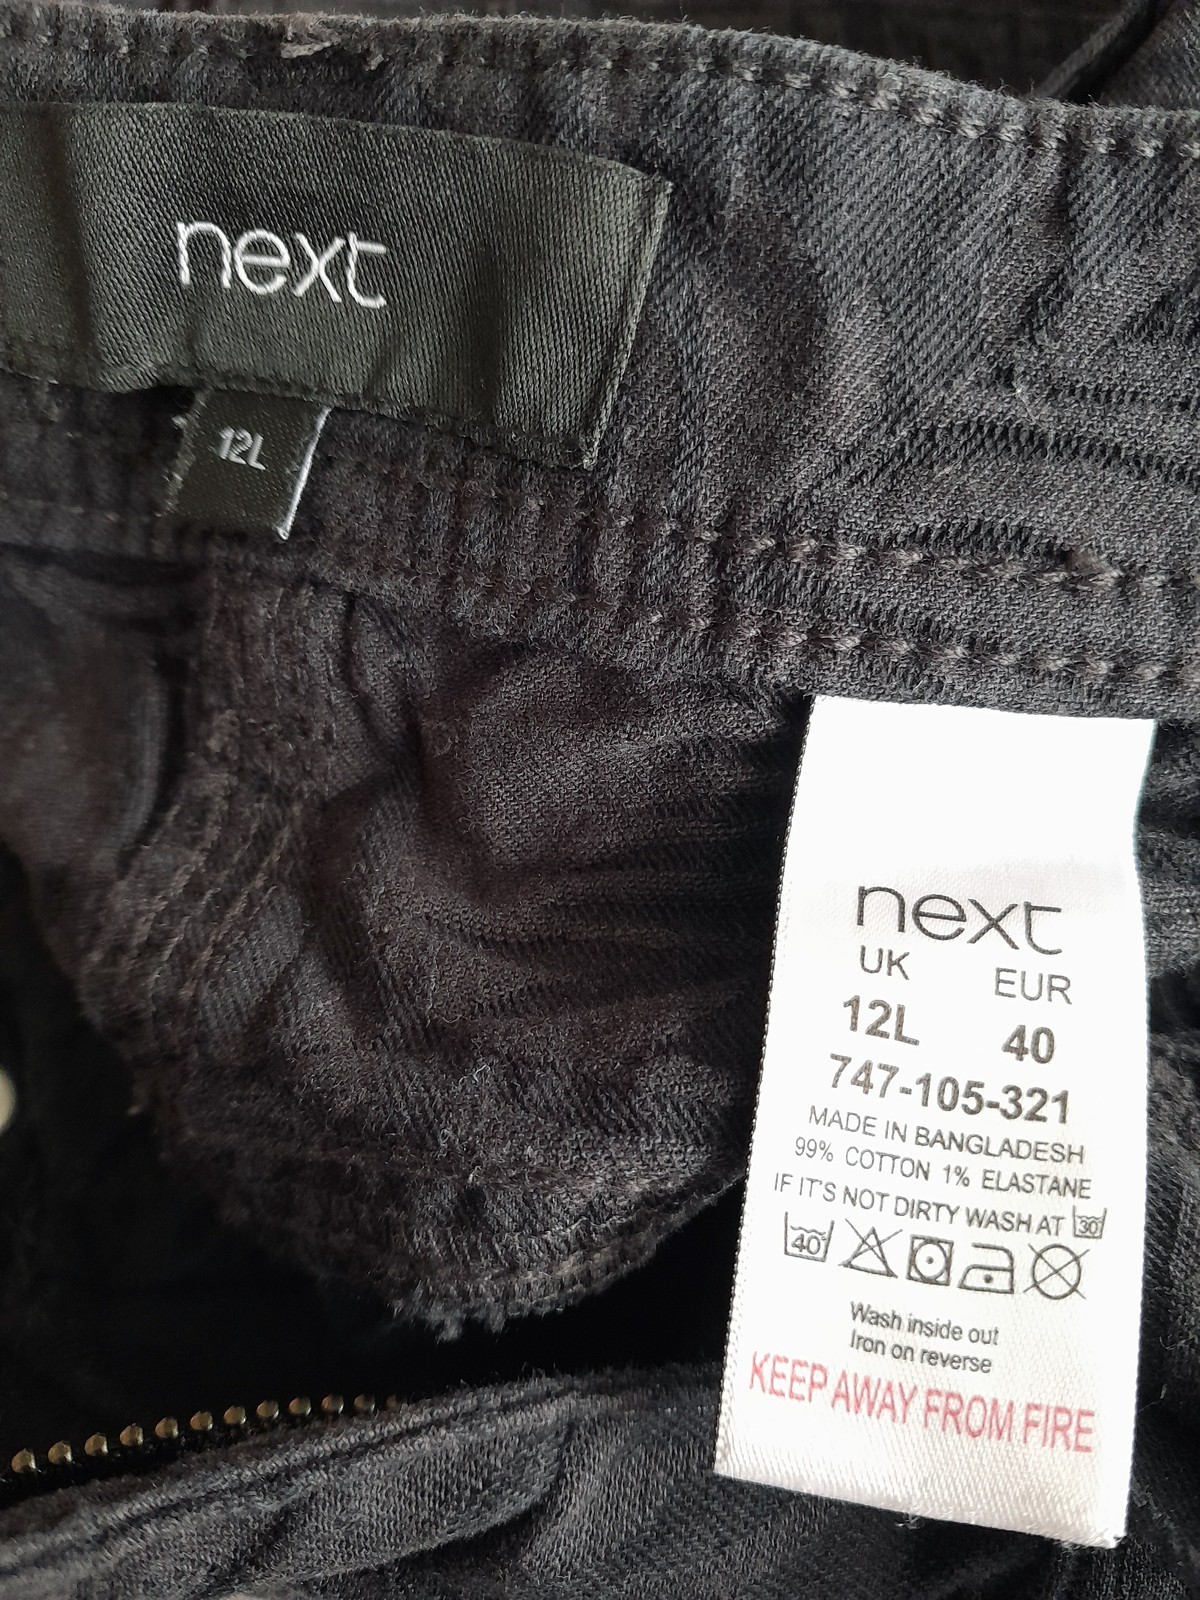 next
12L
next
UK EUR
12L 40
747-105-321
MADE IN BANGLADESH
99% COTTON 1% ELASTANE
IF IT'S NOT DIRTY WASH AT 30°
40°
Wash inside out
Iron on reverse
KEEP AWAY FROM FIRE